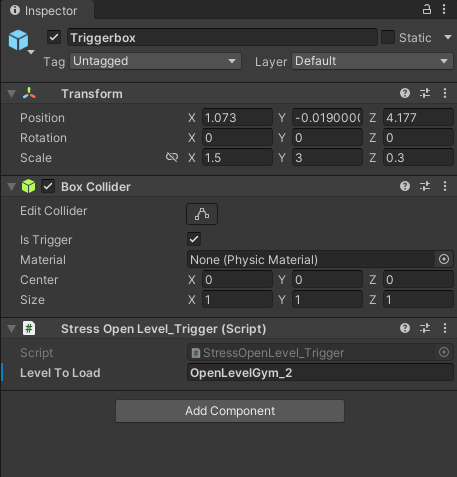 Inspector
Triggerbox Static
Tag Untagged Layer Default
Transform
Position X 1.073 Y -0.0190000 Z 4.177
Rotation X 0 Y 0 Z 0
Scale X 1.5 Y 3 Z 0.3
Box Collider
Edit Collider
Is Trigger
Material None (Physic Material)
Center X 0 Y 0 Z 0
Size X 1 Y 1 Z 1
Stress Open Level_Trigger (Script)
Script StressOpenLevel_Trigger
Level To Load OpenLevelGym_2
Add Component